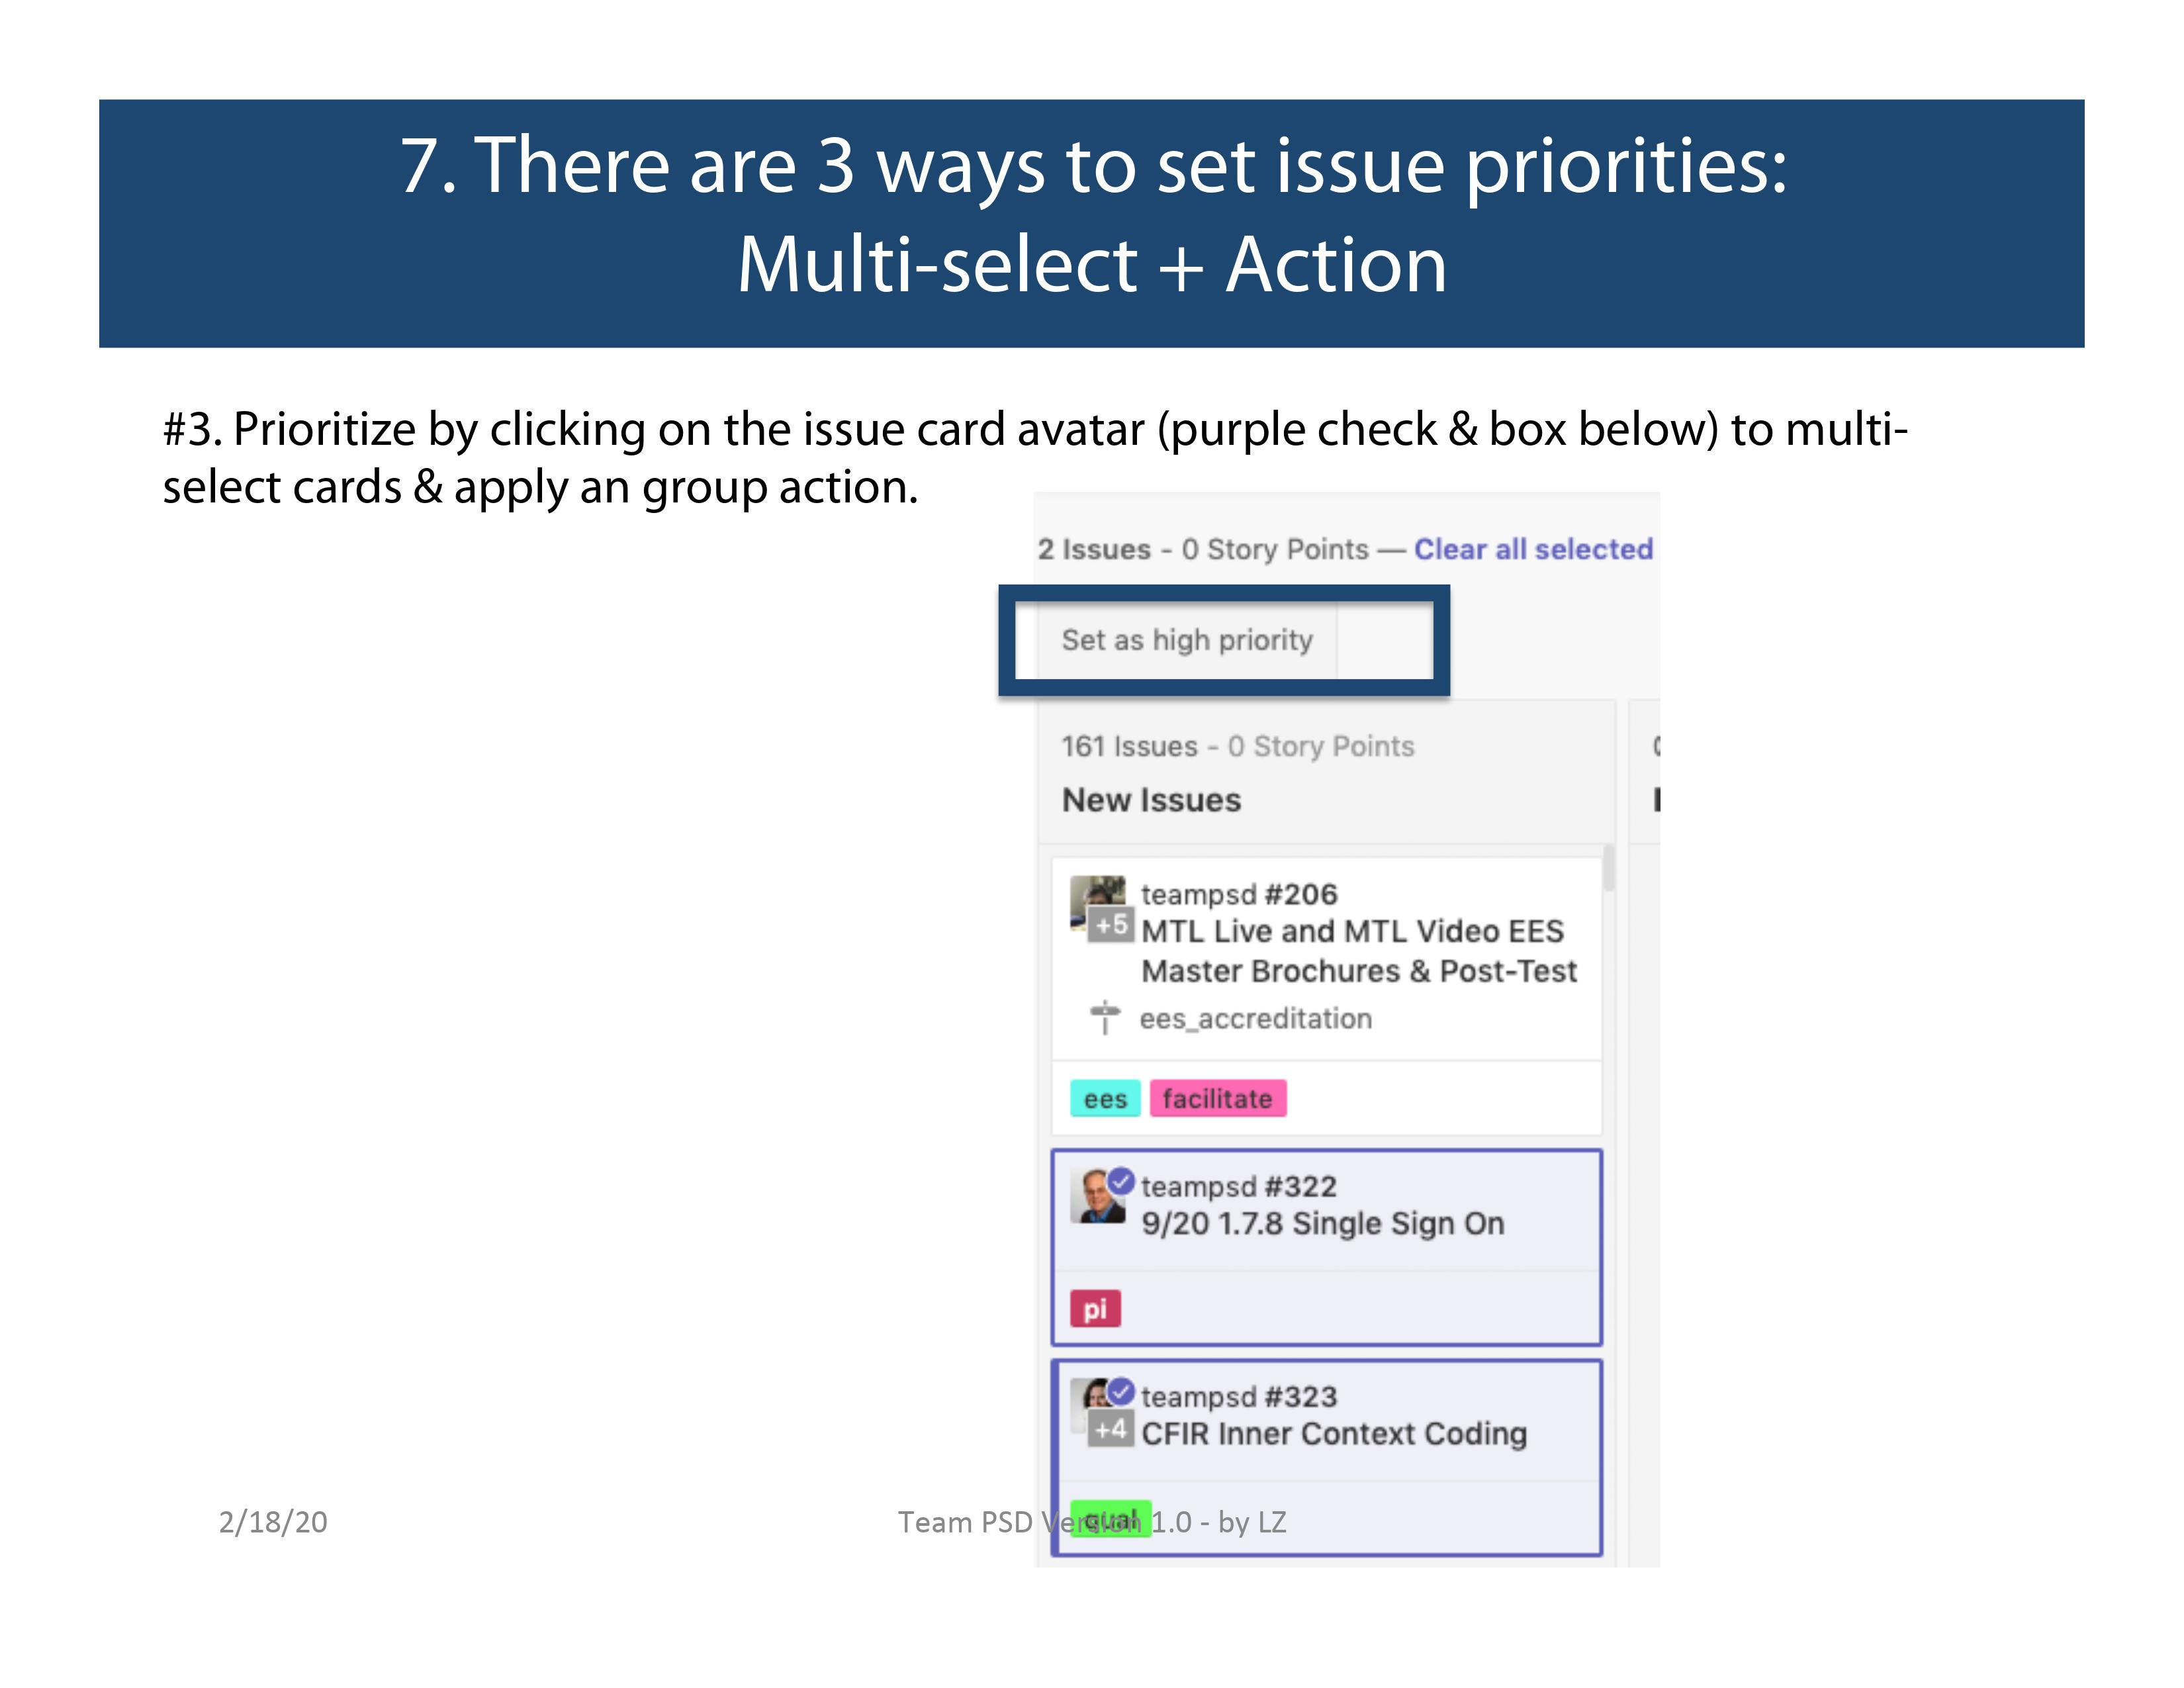 7. There are 3 ways to set issue priorities:
Multi-select + Action
#3. Prioritize by clicking on the issue card avatar (purple check & box below) to multi-
select cards & apply an group action.
2 Issues - 0 Story Points — Clear all selected
Set as high priority
161 Issues - 0 Story Points
New Issues
teampsd #206
+5
MTL Live and MTL Video EES
Master Brochures & Post-Test
ees_accreditation
ees facilitate
teampsd #322
9/20 1.7.8 Single Sign On
pi
teampsd #323
+4
CFIR Inner Context Coding
qual
2/18/20
Team PSD Version 1.0 - by LZ